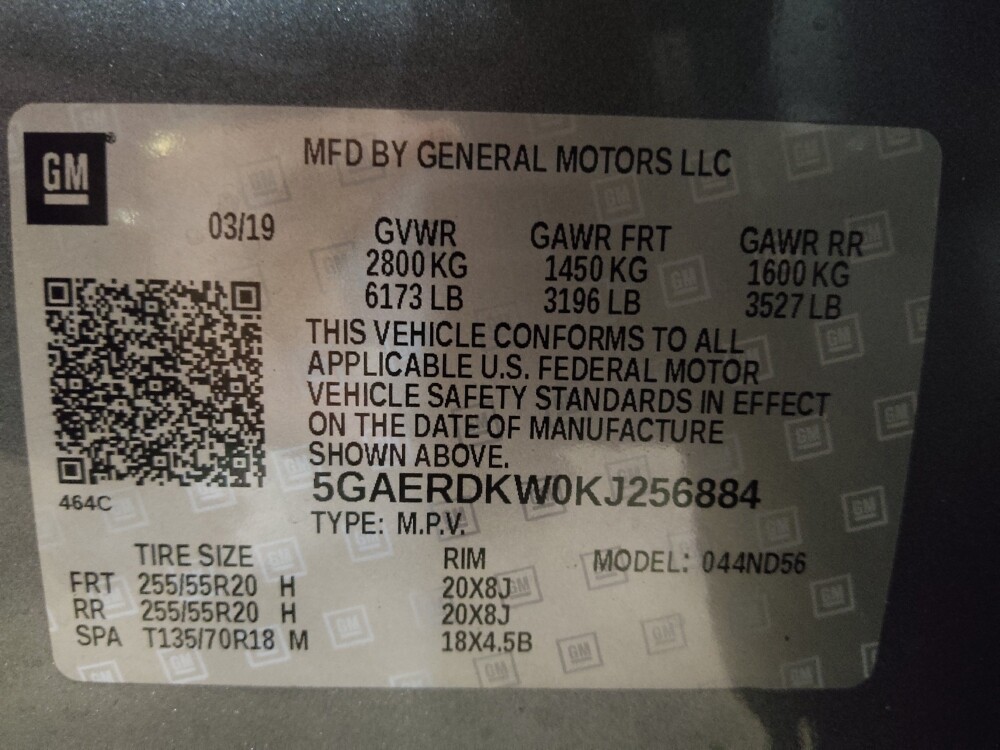 GM
MFD BY GENERAL MOTORS LLC
03/19 GVWR GAWR FRT GAWR RR
2800 KG 1450 KG 1600 KG
6173 LB 3196 LB 3527 LB
THIS VEHICLE CONFORMS TO ALL
APPLICABLE U.S. FEDERAL MOTOR
VEHICLE SAFETY STANDARDS IN EFFECT
ON THE DATE OF MANUFACTURE
SHOWN ABOVE.
464C
5GAERDKW0KJ256884
TYPE: M.P.V.
TIRE SIZE RIM MODEL: 044ND56
FRT 255/55R20 H 20X8J
RR 255/55R20 H 20X8J
SPA T135/70R18 M 18X4.5B